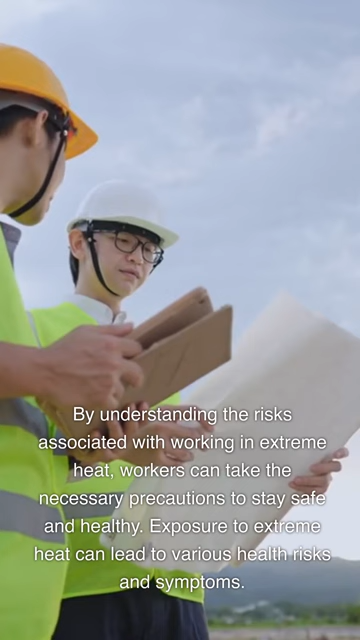 By understanding the risks
associated with working in extreme
heat, workers can take the
necessary precautions to stay safe
and healthy. Exposure to extreme
heat can lead to various health risks
and symptoms.